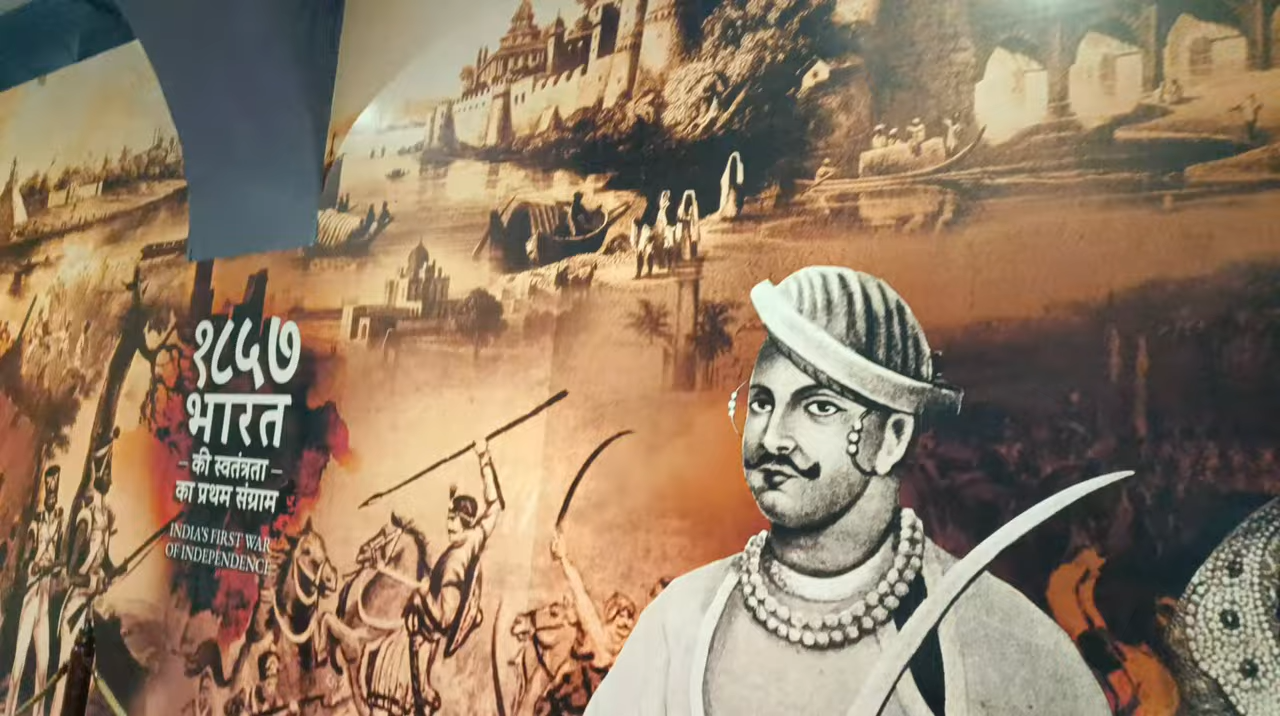 १८५७
भारत
– की स्वतंत्रता –
का प्रथम संग्राम
INDIA'S FIRST WAR
OF INDEPENDENCE